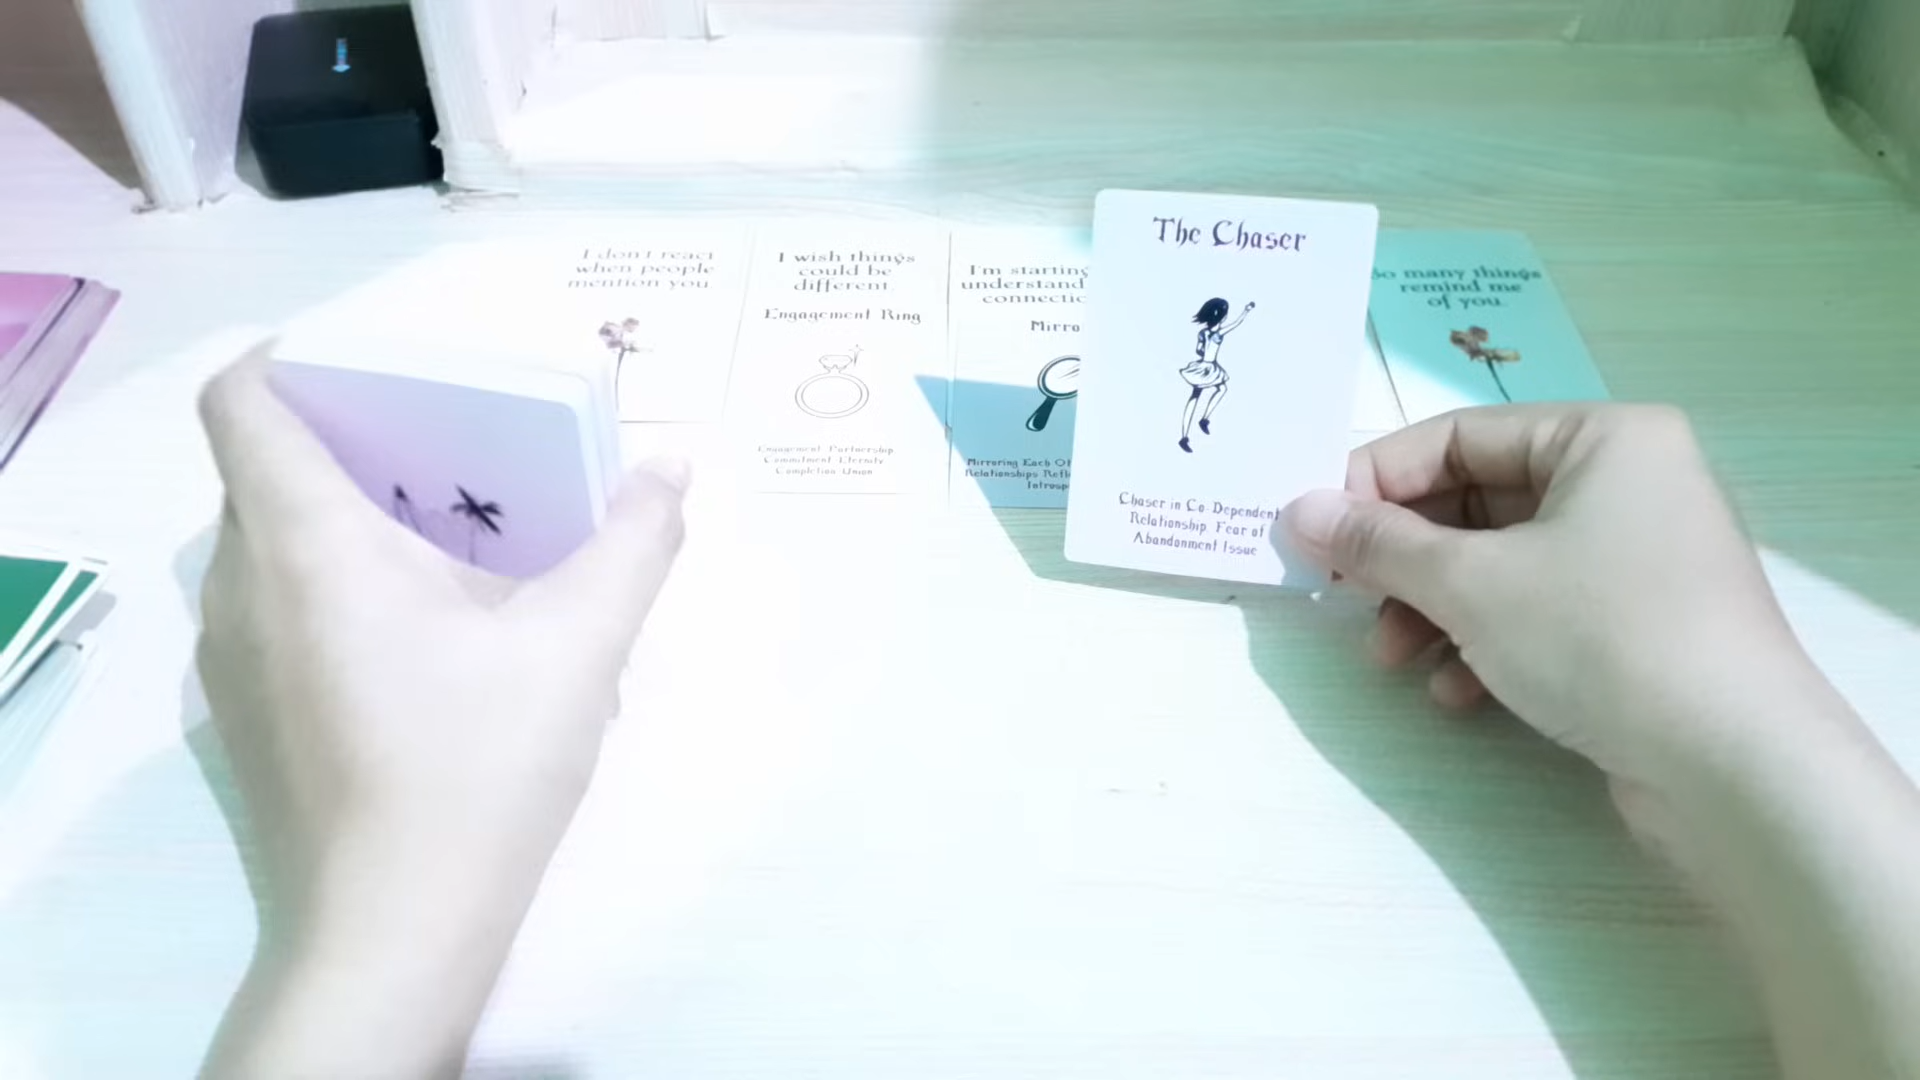 I don't react
when people
mention you.
I wish things
could be
different.
Engagement Ring
Engagement Partnership
Commitment Eternity
Completion Union
I'm starting
understand
connectio
Mirro
Mirroring Each Ot
Relationships Refle
Introsp
The Chaser
Chaser in Co-Dependent
Relationship, Fear of
Abandonment Issue
So many things
remind me
of you.